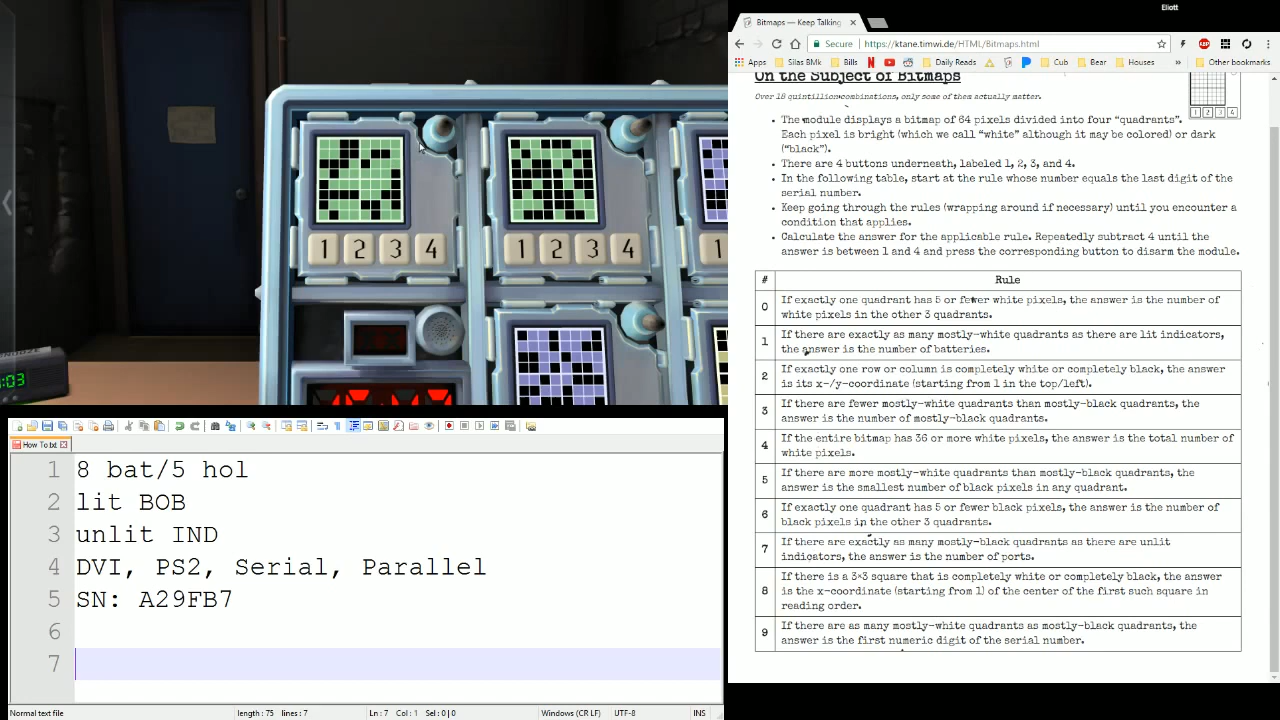 Eliott
Bitmaps — Keep Talking
Secure https://ktane.timwi.de/HTML/Bitmaps.html
Apps Silas BMk Bills Daily Reads Cub Bear Houses » Other bookmarks
On the Subject of Bitmaps
Over 18 quintillion combinations, only some of them actually matter.
1 2 3 4
• The module displays a bitmap of 64 pixels divided into four “quadrants”.
Each pixel is bright (which we call “white” although it may be colored) or dark
(“black”).
• There are 4 buttons underneath, labeled 1, 2, 3, and 4.
• In the following table, start at the rule whose number equals the last digit of the
serial number.
• Keep going through the rules (wrapping around if necessary) until you encounter a
condition that applies.
• Calculate the answer for the applicable rule. Repeatedly subtract 4 until the
answer is between 1 and 4 and press the corresponding button to disarm the module.
# Rule
0 If exactly one quadrant has 5 or fewer white pixels, the answer is the number of
white pixels in the other 3 quadrants.
1 If there are exactly as many mostly-white quadrants as there are lit indicators,
the answer is the number of batteries.
2 If exactly one row or column is completely white or completely black, the answer
is its x-/y-coordinate (starting from 1 in the top/left).
3 If there are fewer mostly-white quadrants than mostly-black quadrants, the
answer is the number of mostly-black quadrants.
4 If the entire bitmap has 36 or more white pixels, the answer is the total number of
white pixels.
5 If there are more mostly-white quadrants than mostly-black quadrants, the
answer is the smallest number of black pixels in any quadrant.
6 If exactly one quadrant has 5 or fewer black pixels, the answer is the number of
black pixels in the other 3 quadrants.
7 If there are exactly as many mostly-black quadrants as there are unlit
indicators, the answer is the number of ports.
8 If there is a 3×3 square that is completely white or completely black, the answer
is the x-coordinate (starting from 1) of the center of the first such square in
reading order.
9 If there are as many mostly-white quadrants as mostly-black quadrants, the
answer is the first numeric digit of the serial number.
1 2 3 4
1 2 3 4
1
:03
How To.txt
1 8 bat/5 hol
2 lit BOB
3 unlit IND
4 DVI, PS2, Serial, Parallel
5 SN: A29FB7
6
7
Normal text file length : 75 lines : 7 Ln : 7 Col : 1 Sel : 0 | 0 Windows (CR LF) UTF-8 INS